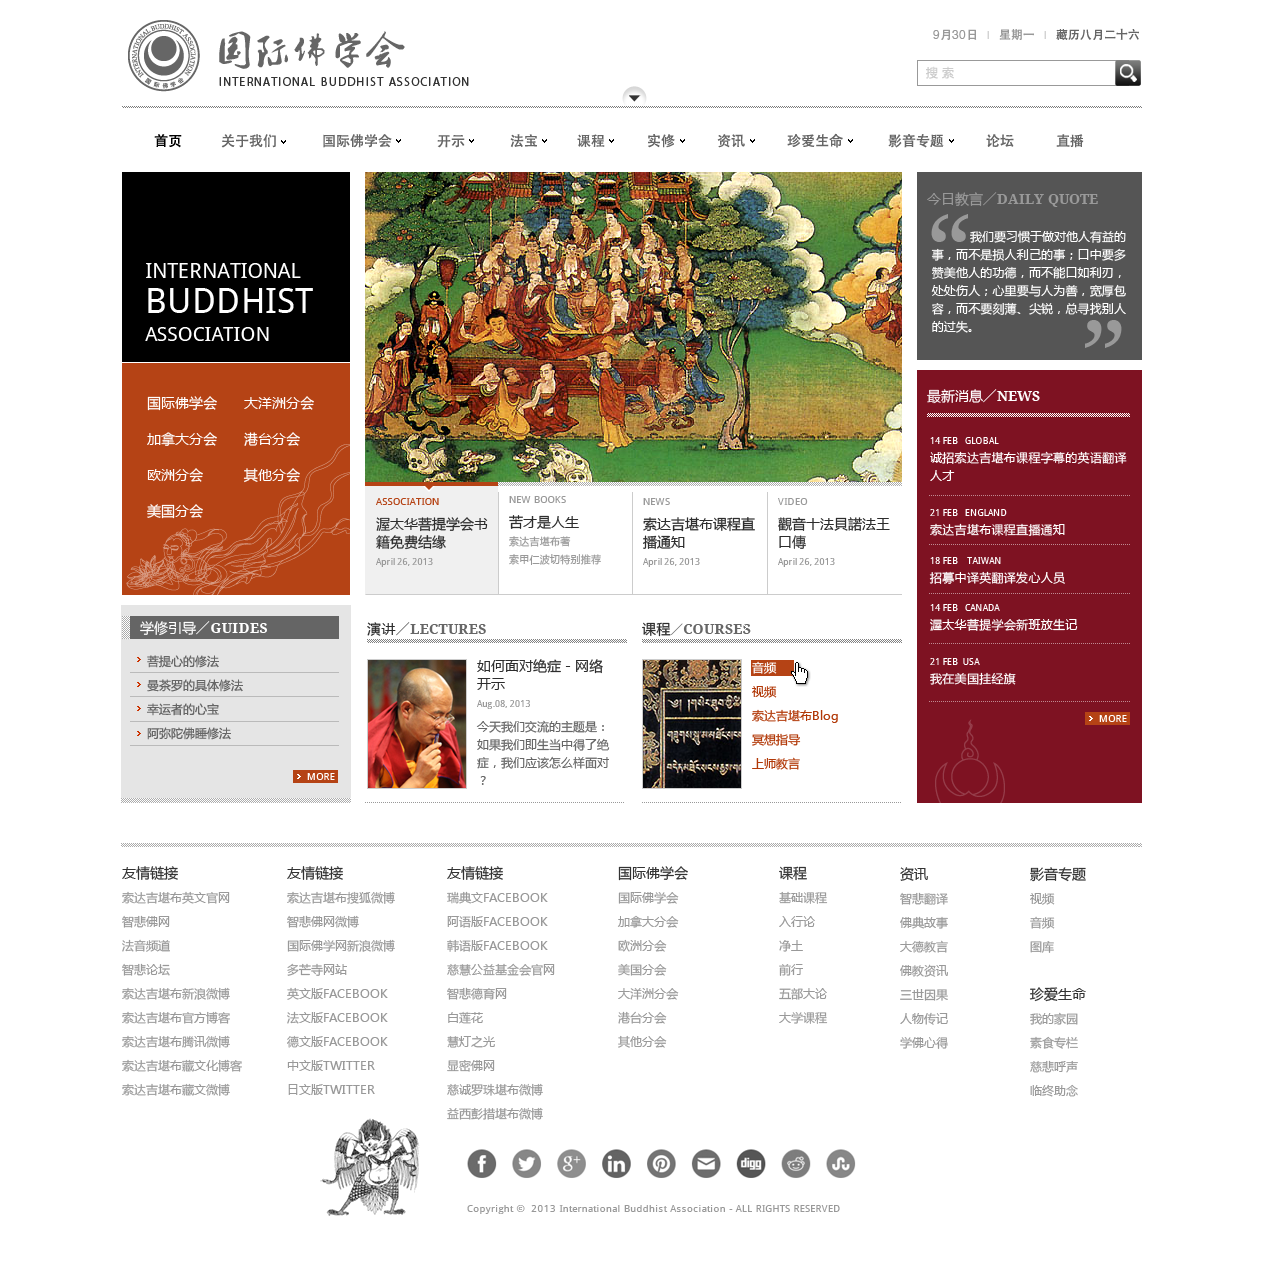 国际佛学会
INTERNATIONAL BUDDHIST ASSOCIATION
9月30日 | 星期一 | 藏历八月二十六
搜 索
首页 关于我们 国际佛学会 开示 法宝 课程 实修 资讯 珍爱生命 影音专题 论坛 直播
INTERNATIONAL
BUDDHIST
ASSOCIATION
国际佛学会 大洋洲分会
加拿大分会 港台分会
欧洲分会 其他分会
美国分会
今日教言／DAILY QUOTE
“ 我们要习惯于做对他人有益的
事，而不是损人利己的事；口中要多
赞美他人的功德，而不能口如利刃，
处处伤人；心里要与人为善，宽厚包
容，而不要刻薄、尖锐，总寻找别人
的过失。 ”
ASSOCIATION
渥太华菩提学会书
籍免费结缘
April 26, 2013
NEW BOOKS
苦才是人生
索达吉堪布著
索甲仁波切特别推荐
NEWS
索达吉堪布课程直
播通知
April 26, 2013
VIDEO
觀音十法貝諾法王
口傳
April 26, 2013
最新消息／NEWS
14 FEB GLOBAL
诚招索达吉堪布课程字幕的英语翻译
人才
21 FEB ENGLAND
索达吉堪布课程直播通知
18 FEB TAIWAN
招募中译英翻译发心人员
14 FEB CANADA
渥太华菩提学会新班放生记
21 FEB USA
我在美国挂经旗
MORE
学修引导／GUIDES
菩提心的修法
曼茶罗的具体修法
幸运者的心宝
阿弥陀佛睡修法
MORE
演讲／LECTURES
如何面对绝症 - 网络
开示
Aug.08, 2013
今天我们交流的主题是：
如果我们即生当中得了绝
症，我们应该怎么样面对
？
课程／COURSES
音频
视频
索达吉堪布Blog
冥想指导
上师教言
友情链接
索达吉堪布英文官网
智悲佛网
法音频道
智悲论坛
索达吉堪布新浪微博
索达吉堪布官方博客
索达吉堪布腾讯微博
索达吉堪布藏文化博客
索达吉堪布藏文微博
友情链接
索达吉堪布搜狐微博
智悲佛网微博
国际佛学网新浪微博
多芒寺网站
英文版FACEBOOK
法文版FACEBOOK
德文版FACEBOOK
中文版TWITTER
日文版TWITTER
友情链接
瑞典文FACEBOOK
阿语版FACEBOOK
韩语版FACEBOOK
慈慧公益基金会官网
智悲德育网
白莲花
慧灯之光
显密佛网
慈诚罗珠堪布微博
益西彭措堪布微博
国际佛学会
国际佛学会
加拿大分会
欧洲分会
美国分会
大洋洲分会
港台分会
其他分会
课程
基础课程
入行论
净土
前行
五部大论
大学课程
资讯
智悲翻译
佛典故事
大德教言
佛教资讯
三世因果
人物传记
学佛心得
影音专题
视频
音频
图库
珍爱生命
我的家园
素食专栏
慈悲呼声
临终助念
digg
Copyright © 2013 International Buddhist Association - ALL RIGHTS RESERVED